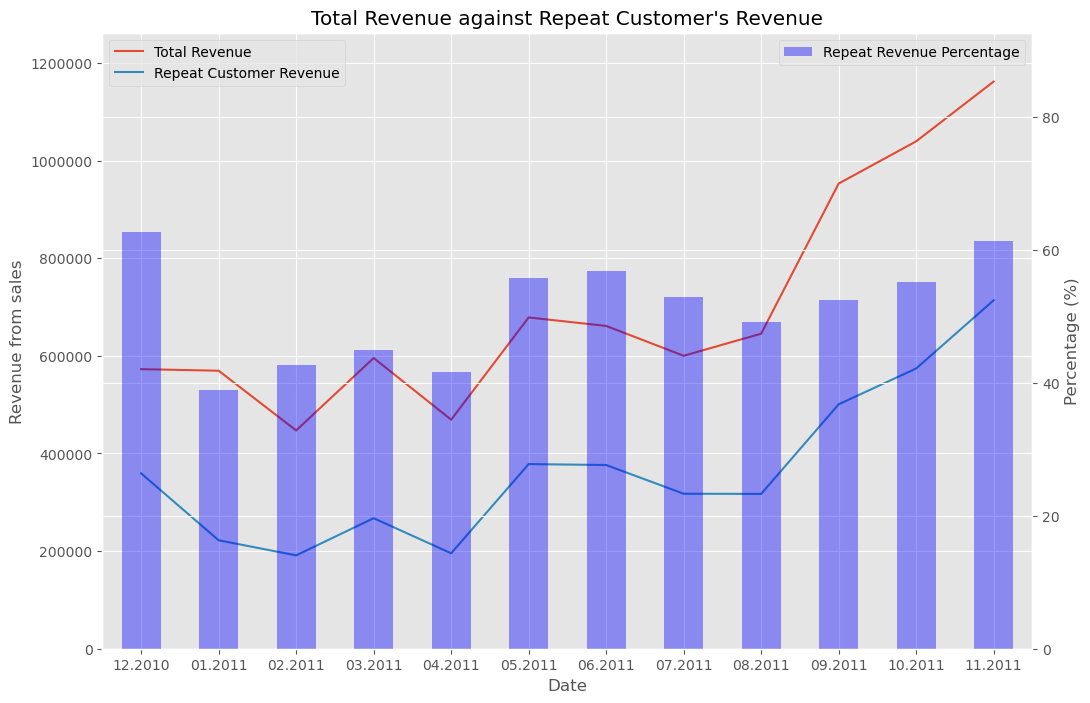 Total Revenue against Repeat Customer's Revenue
Total Revenue
Repeat Customer Revenue
Repeat Revenue Percentage
Revenue from sales
1200000
1000000
800000
600000
400000
200000
0
80
60
40
20
0
Percentage (%)
12.2010 01.2011 02.2011 03.2011 04.2011 05.2011 06.2011 07.2011 08.2011 09.2011 10.2011 11.2011
Date